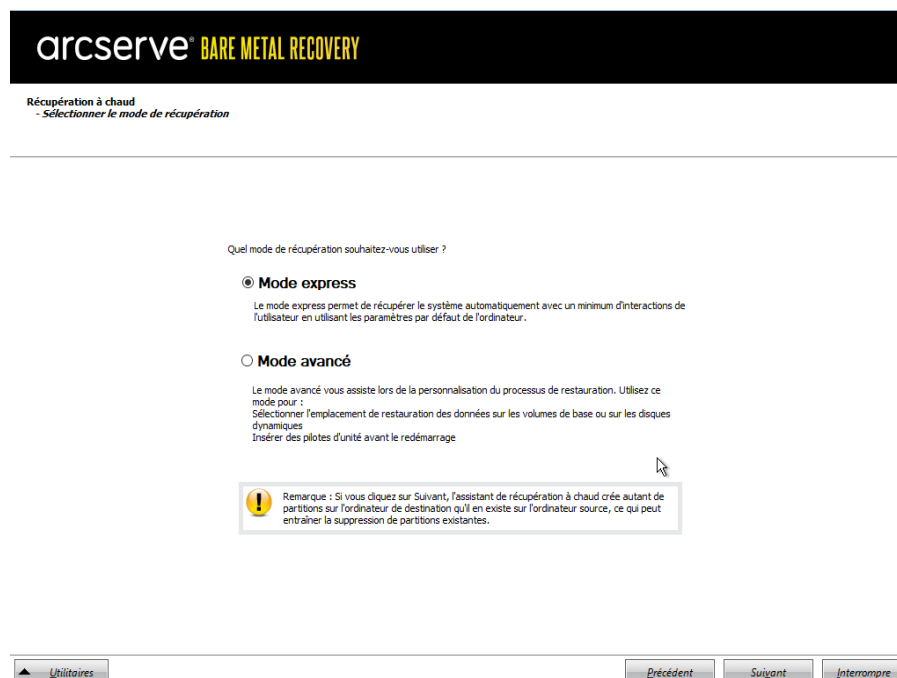 arcserve® BARE METAL RECOVERY
Récupération à chaud
- Sélectionner le mode de récupération
Quel mode de récupération souhaitez-vous utiliser ?
Mode express
Le mode express permet de récupérer le système automatiquement avec un minimum d'interactions de
l'utilisateur en utilisant les paramètres par défaut de l'ordinateur.
Mode avancé
Le mode avancé vous assiste lors de la personnalisation du processus de restauration. Utilisez ce
mode pour :
Sélectionner l'emplacement de restauration des données sur les volumes de base ou sur les disques
dynamiques
Insérer des pilotes d'unité avant le redémarrage
Remarque : Si vous cliquez sur Suivant, l'assistant de récupération à chaud crée autant de
partitions sur l'ordinateur de destination qu'il en existe sur l'ordinateur source, ce qui peut
entraîner la suppression de partitions existantes.
Utilitaires
Précédent
Suivant
Interrompre